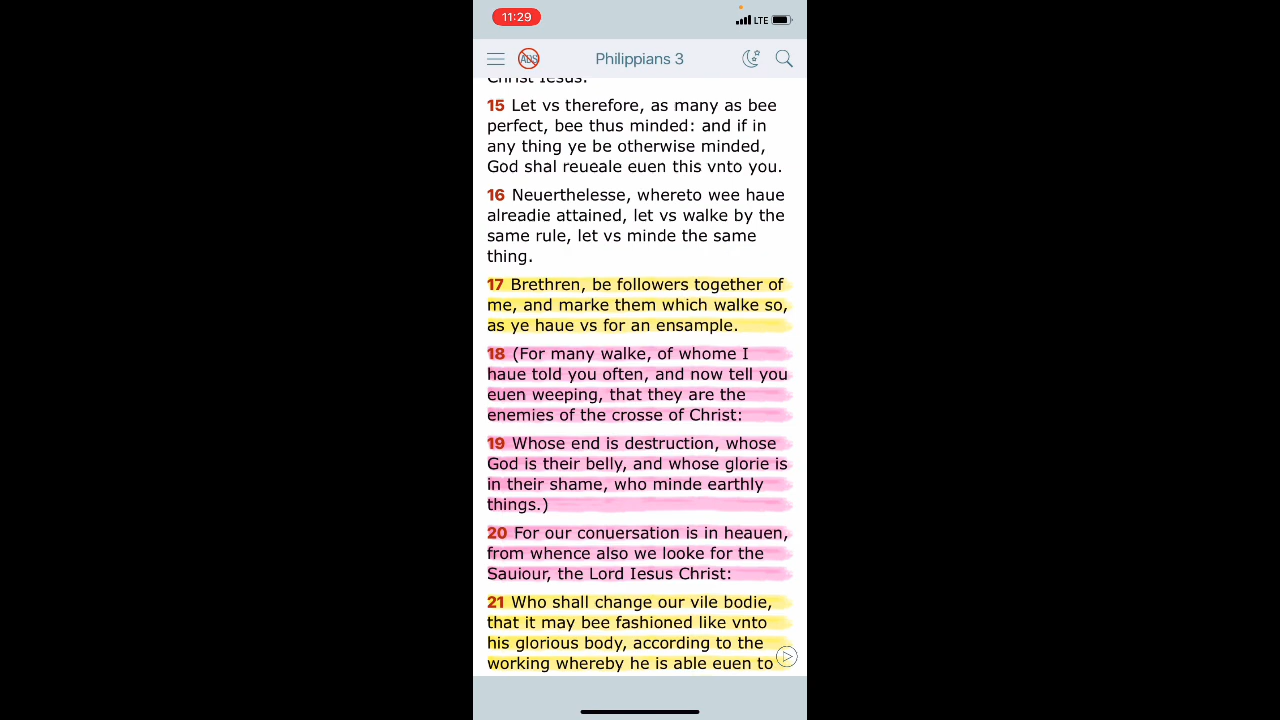 11:29
LTE
ADS
Philippians 3
Christ Iesus.
15 Let vs therefore, as many as bee
perfect, bee thus minded: and if in
any thing ye be otherwise minded,
God shal reueale euen this vnto you.
16 Neuerthelesse, whereto wee haue
alreadie attained, let vs walke by the
same rule, let vs minde the same
thing.
17 Brethren, be followers together of
me, and marke them which walke so,
as ye haue vs for an ensample.
18 (For many walke, of whome I
haue told you often, and now tell you
euen weeping, that they are the
enemies of the crosse of Christ:
19 Whose end is destruction, whose
God is their belly, and whose glorie is
in their shame, who minde earthly
things.)
20 For our conuersation is in heauen,
from whence also we looke for the
Sauiour, the Lord Iesus Christ:
21 Who shall change our vile bodie,
that it may bee fashioned like vnto
his glorious body, according to the
working whereby he is able euen to